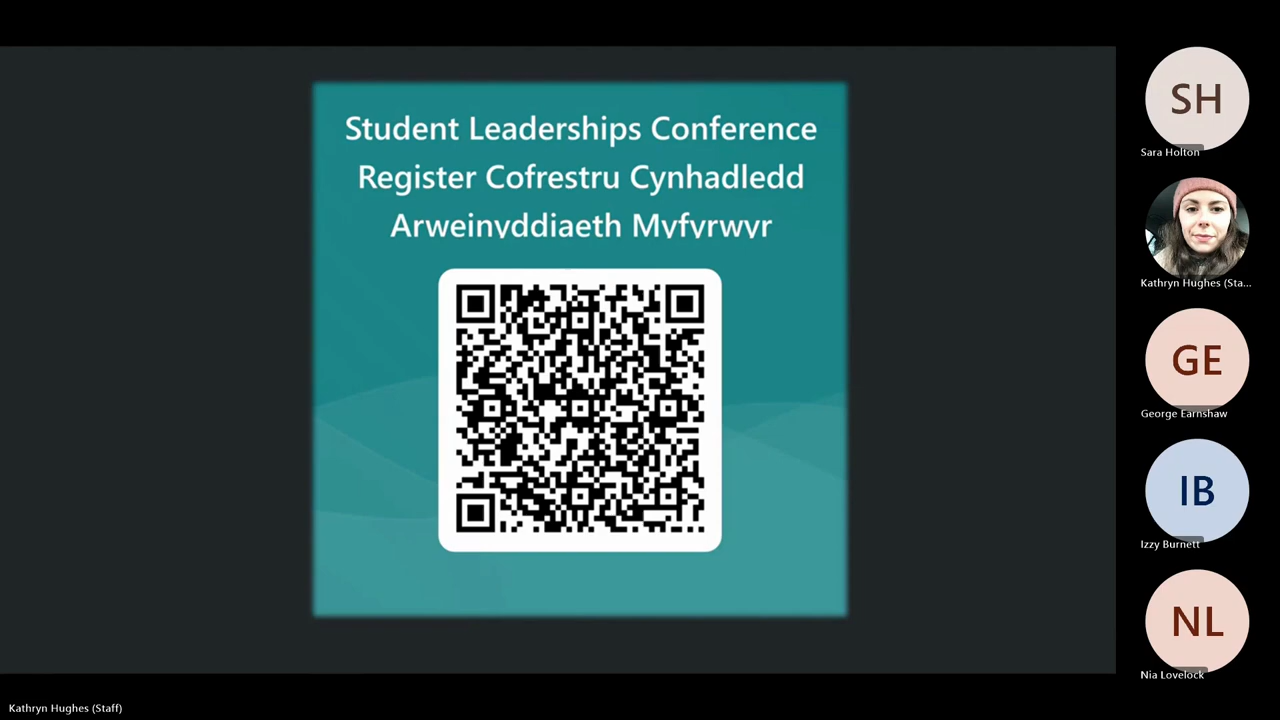 Student Leaderships Conference
Register Cofrestru Cynhadledd
Arweinyddiaeth Myfyrwyr
SH
Sara Holton
Kathryn Hughes (Sta...
GE
George Earnshaw
IB
Izzy Burnett
NL
Nia Lovelock
Kathryn Hughes (Staff)